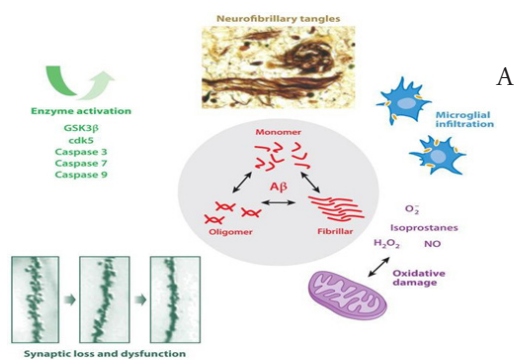 Neurofibrillary tangles
A
Enzyme activation
GSK3β
cdk5
Caspase 3
Caspase 7
Caspase 9
Microglial
infiltration
Monomer
Aβ
Oligomer
Fibrillar
O₂⁻
Isoprostanes
H₂O₂ NO
Oxidative
damage
Synaptic loss and dysfunction